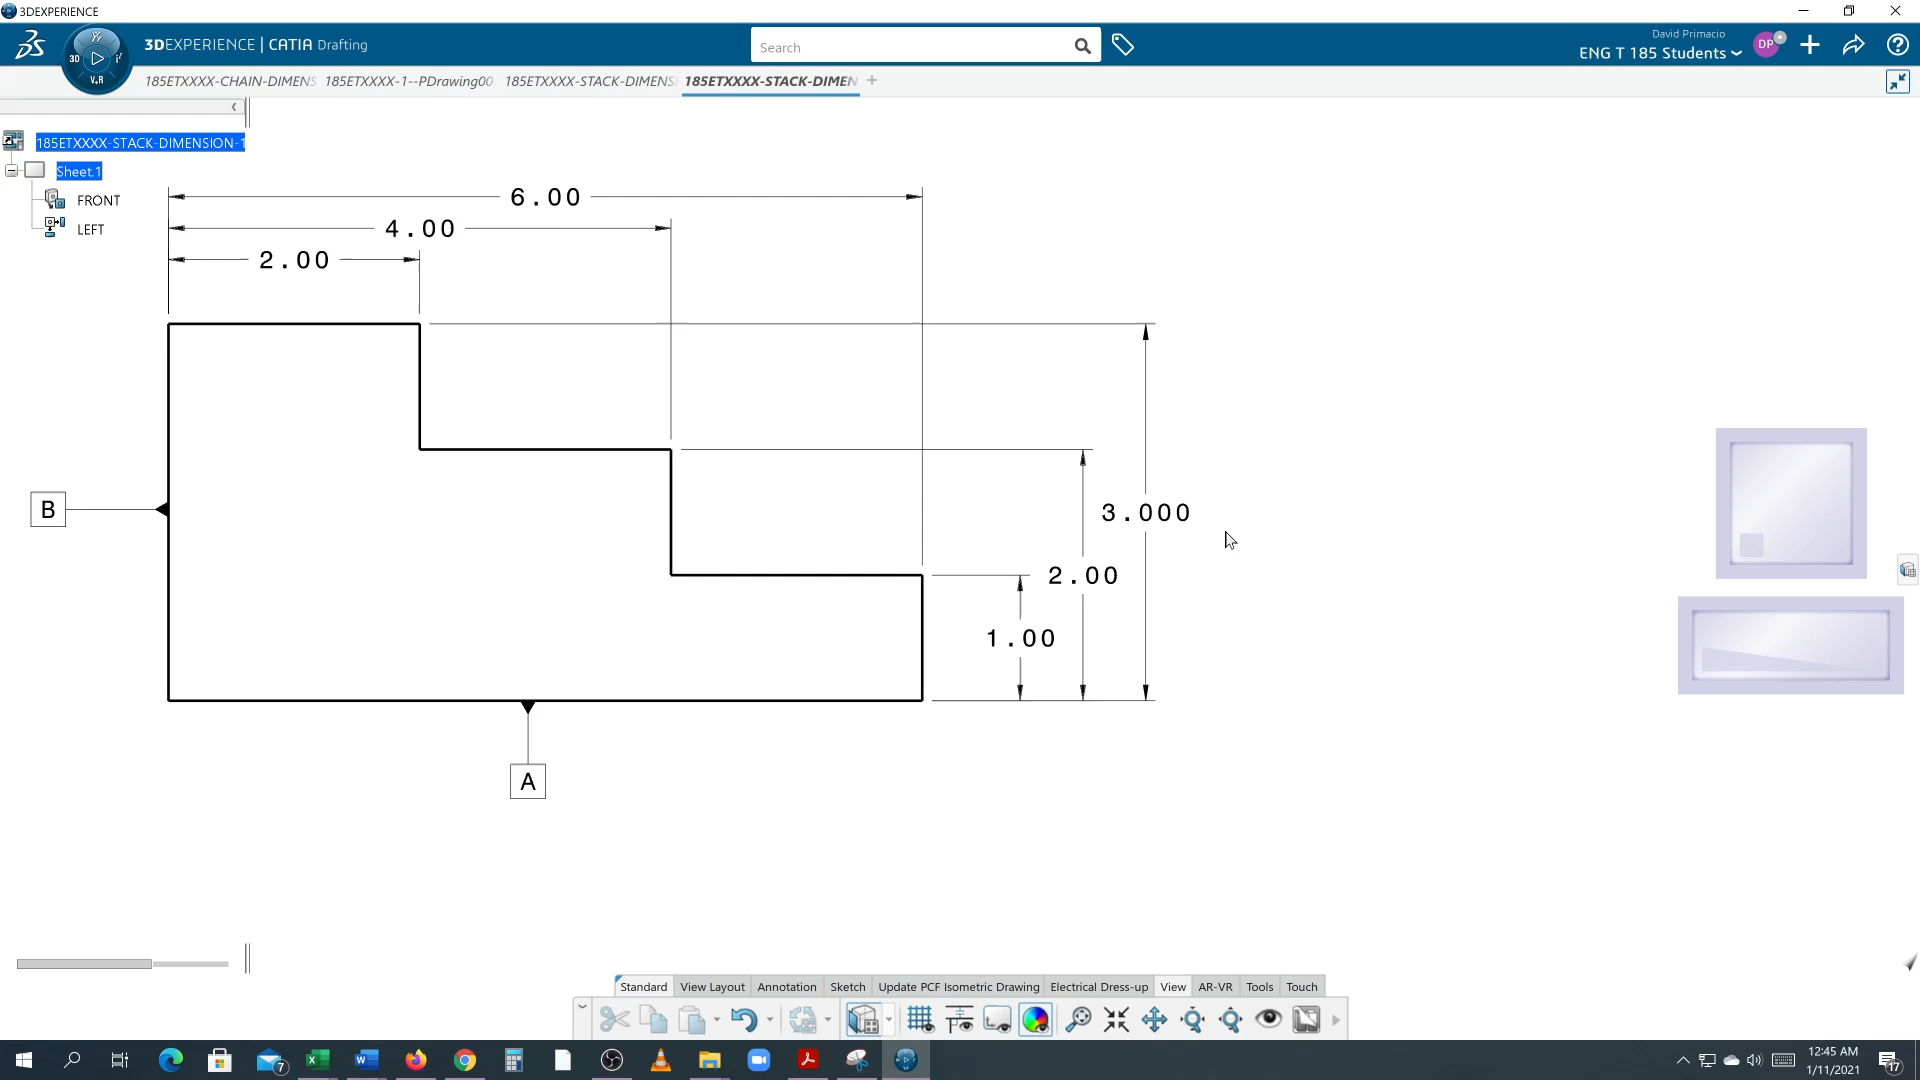 3DEXPERIENCE
3DEXPERIENCE | CATIA Drafting
Search
David Primacio
ENG T 185 Students
DP
3D
V+R
185ETXXXX-CHAIN-DIMENS
185ETXXXX-1--PDrawing00
185ETXXXX-STACK-DIMENS
185ETXXXX-STACK-DIMEN
185ETXXXX-STACK-DIMENSION-1
Sheet.1
FRONT
LEFT
6.00
4.00
2.00
B
3.000
2.00
1.00
A
Standard
View Layout
Annotation
Sketch
Update PCF Isometric Drawing
Electrical Dress-up
View
AR-VR
Tools
Touch
7
12:45 AM
1/11/2021
17